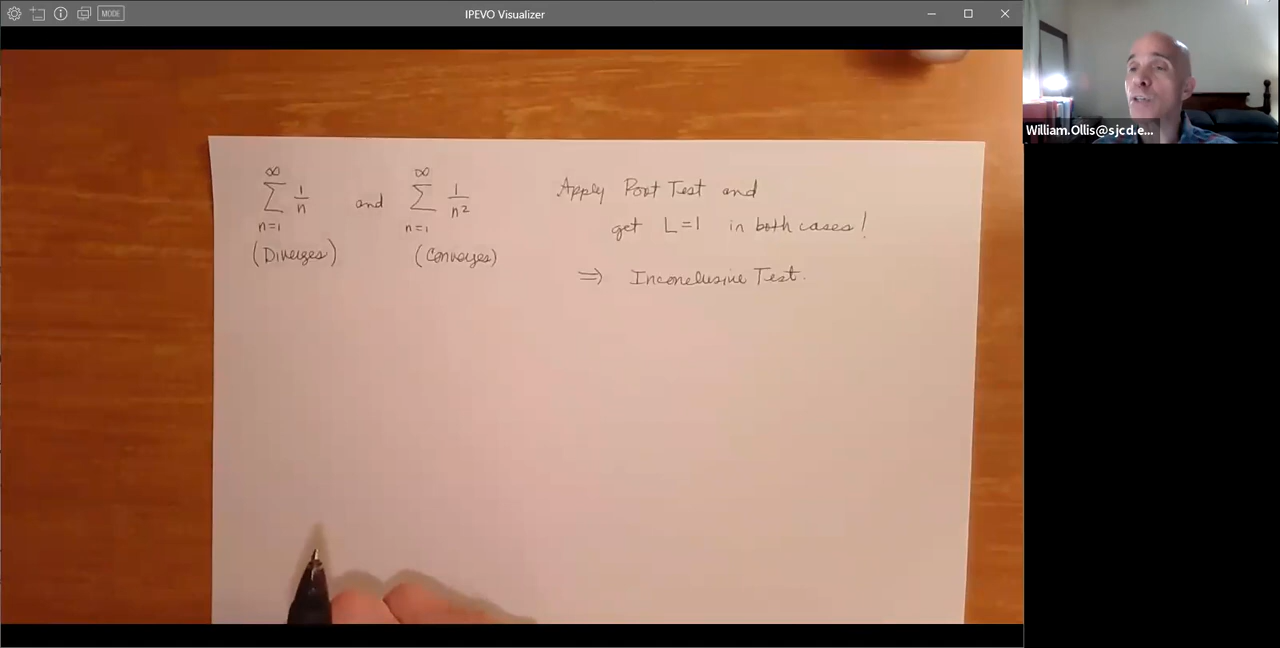 IPEVO Visualizer
MODE
William.Ollis@sjcd.e...
∞ ∞
∑ 1/n and ∑ 1/n² Apply Root Test and
n=1 n=1 get L=1 in both cases!
(Diverges) (Converges)
⇒ Inconclusive Test.